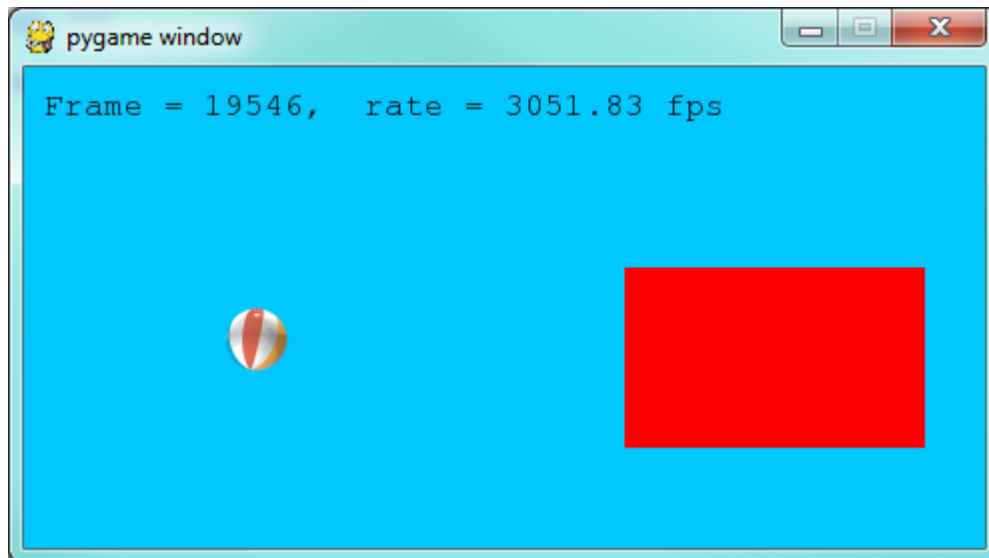 pygame window
Frame = 19546,  rate = 3051.83 fps